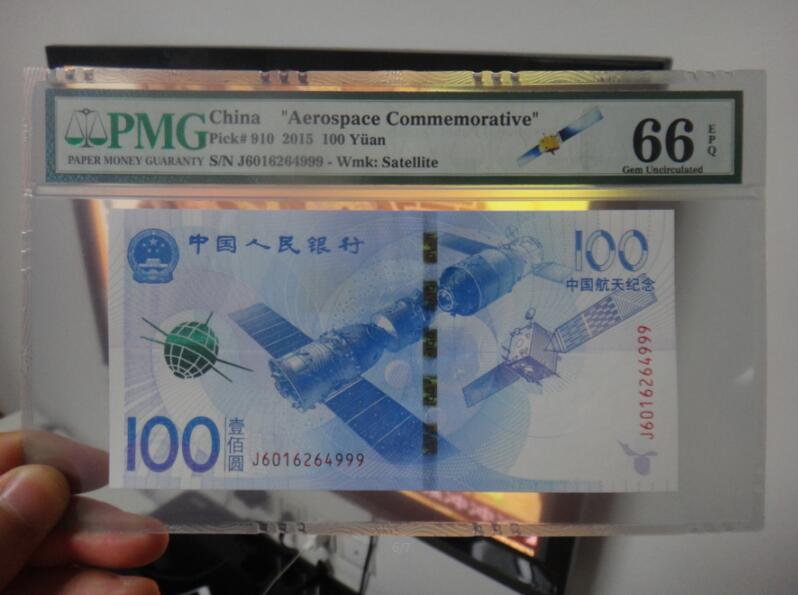 PMG
PAPER MONEY GUARANTY
China "Aerospace Commemorative"
Pick# 910 2015 100 Yüan
S/N J6016264999 - Wmk: Satellite
66
EPQ
Gem Uncirculated
中国人民银行
100
中国航天纪念
J6016264999
100
壹佰圆
J6016264999
6/7